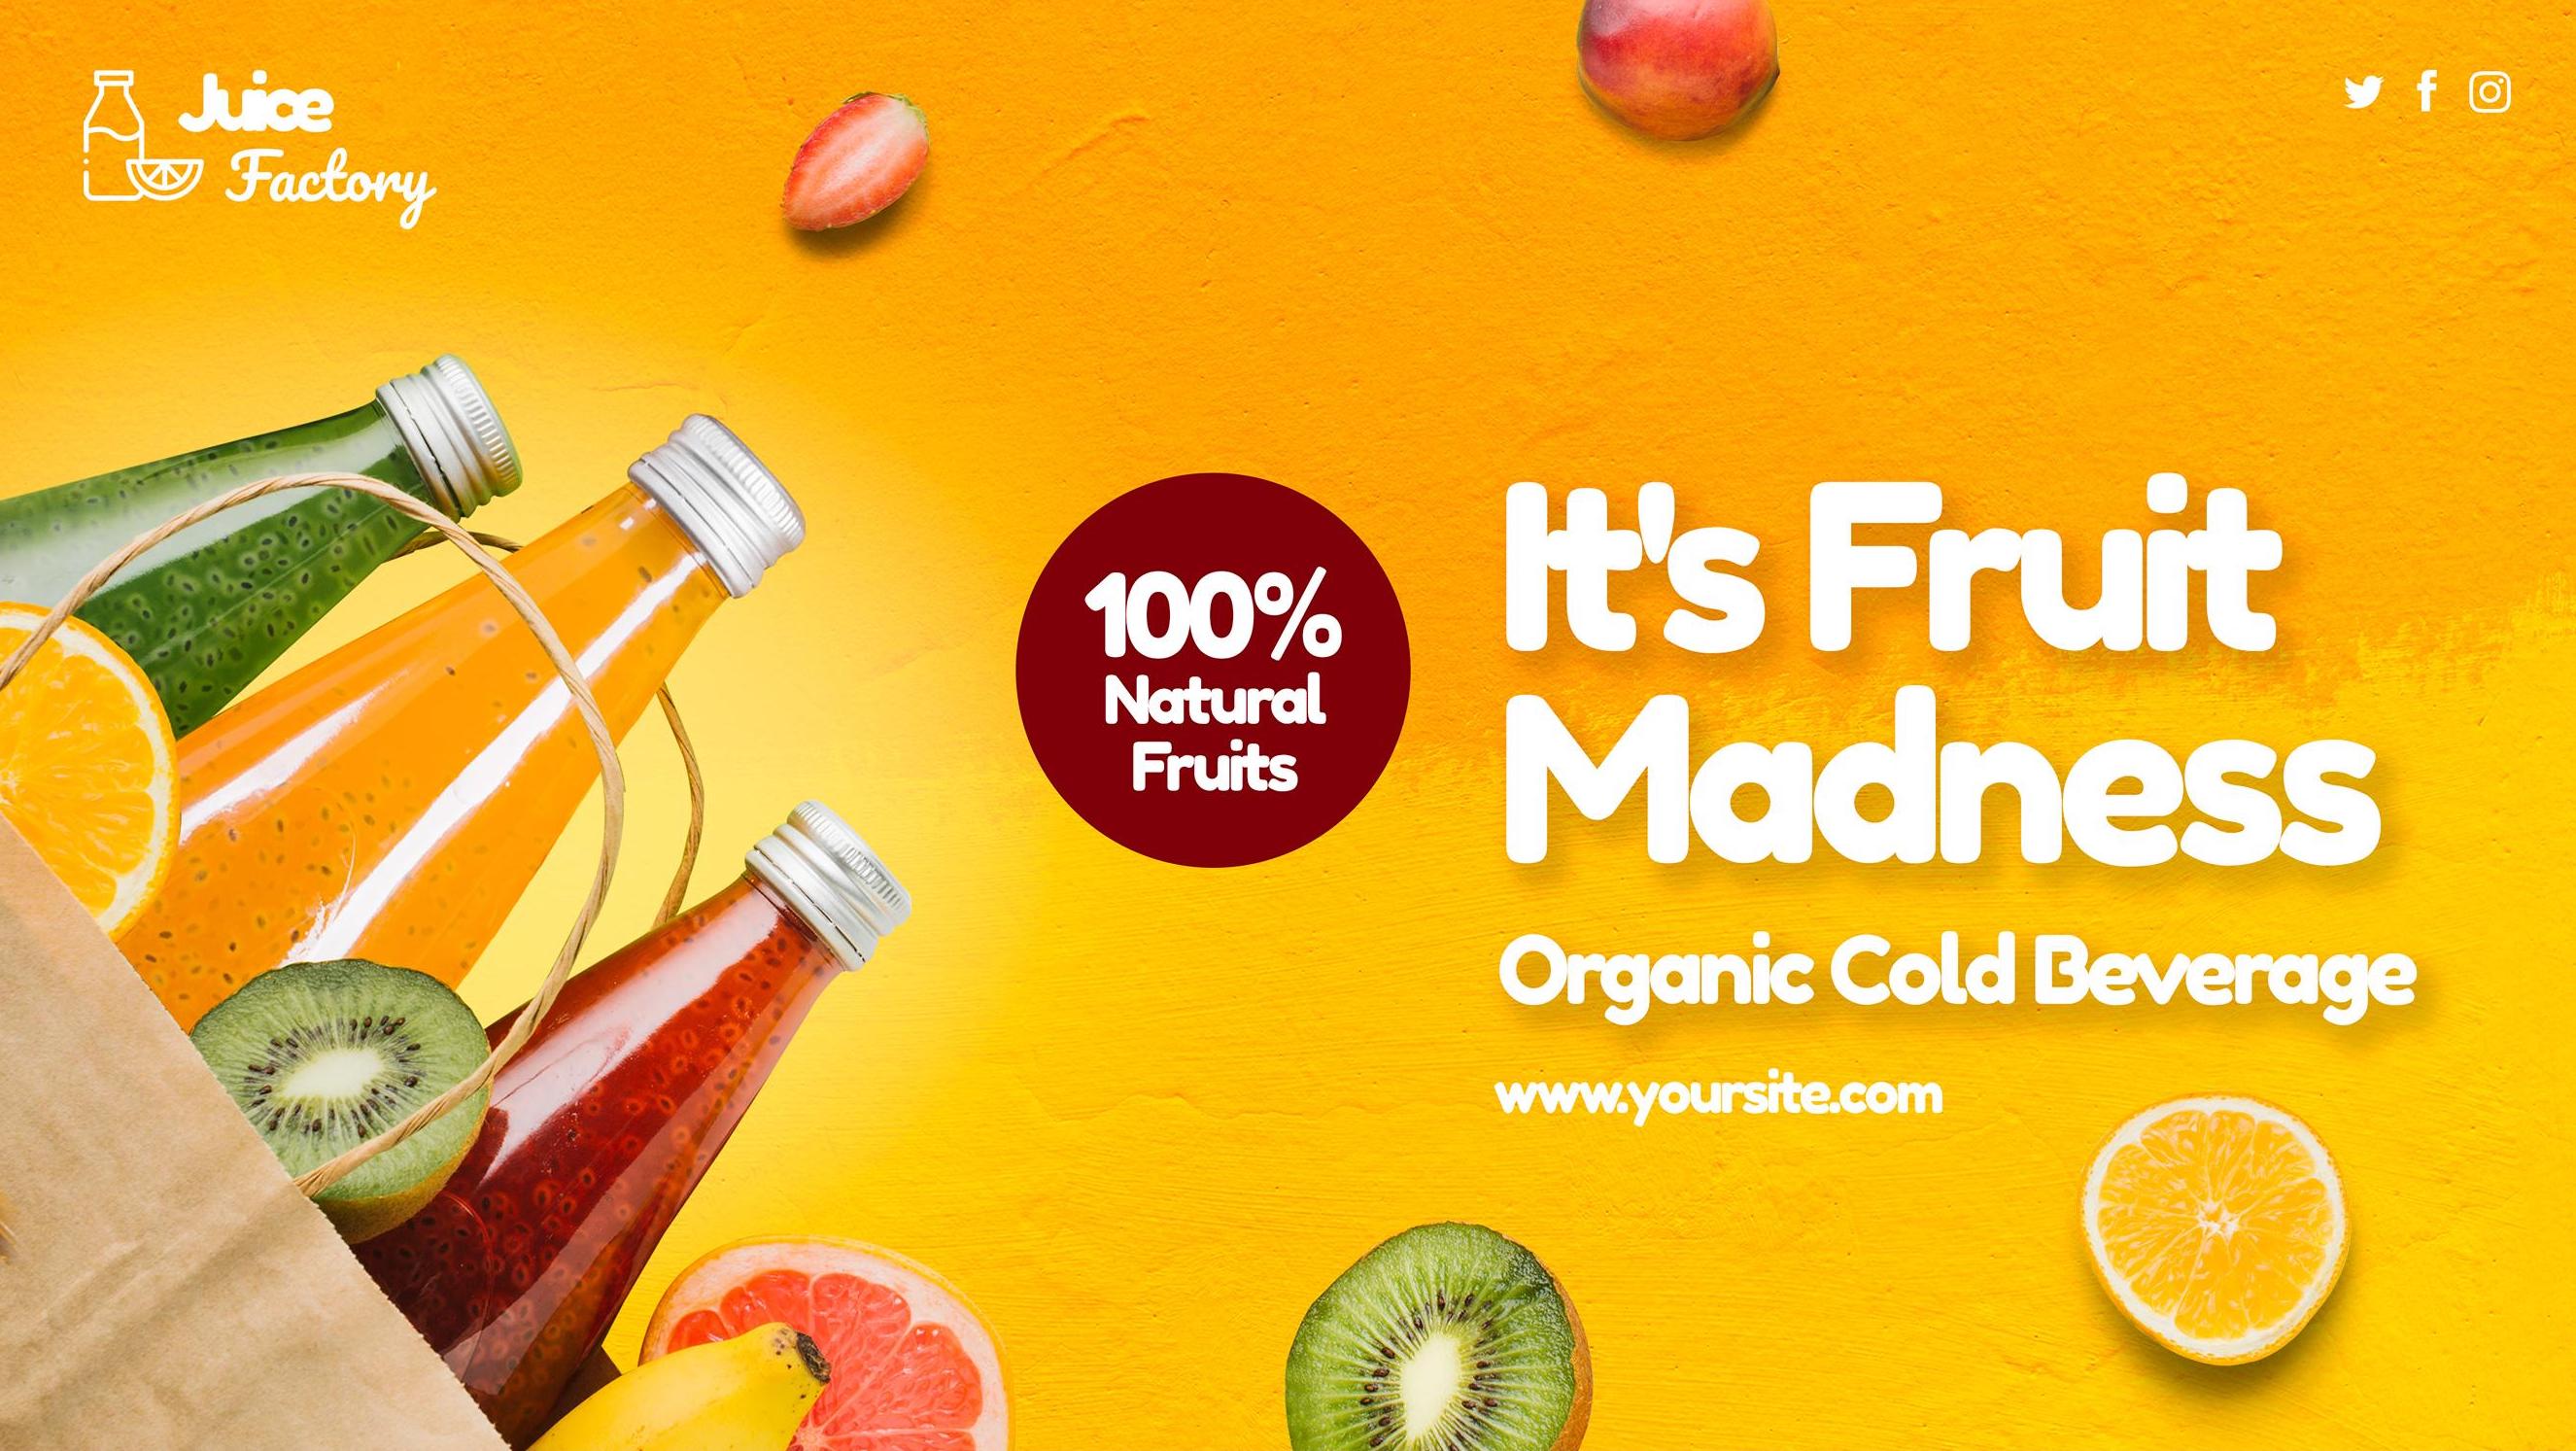 Juice
Factory
100%
Natural
Fruits
It's Fruit
Madness
Organic Cold Beverage
www.yoursite.com